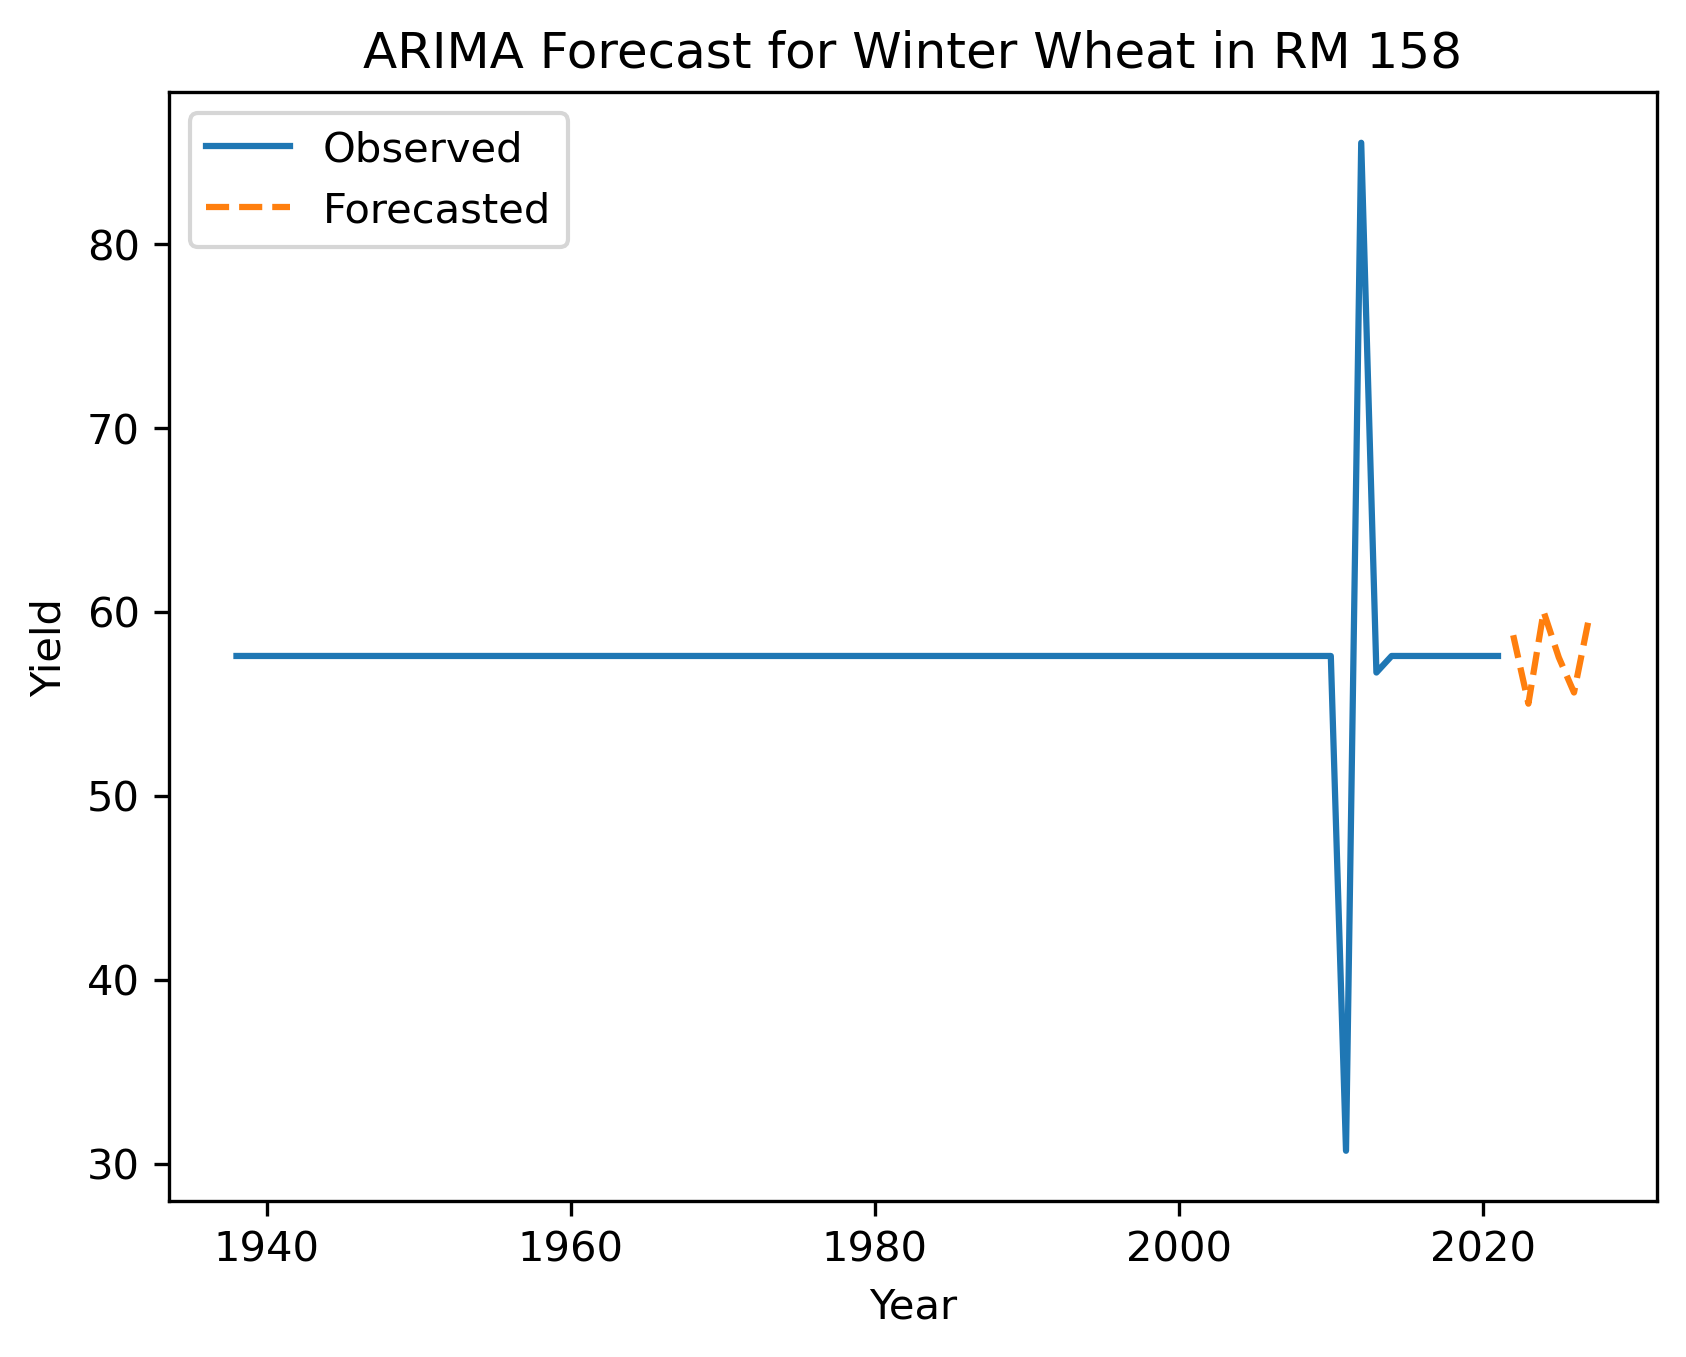 ARIMA Forecast for Winter Wheat in RM 158
Observed
Forecasted
80
70
60
50
40
30
Yield
1940 1960 1980 2000 2020
Year